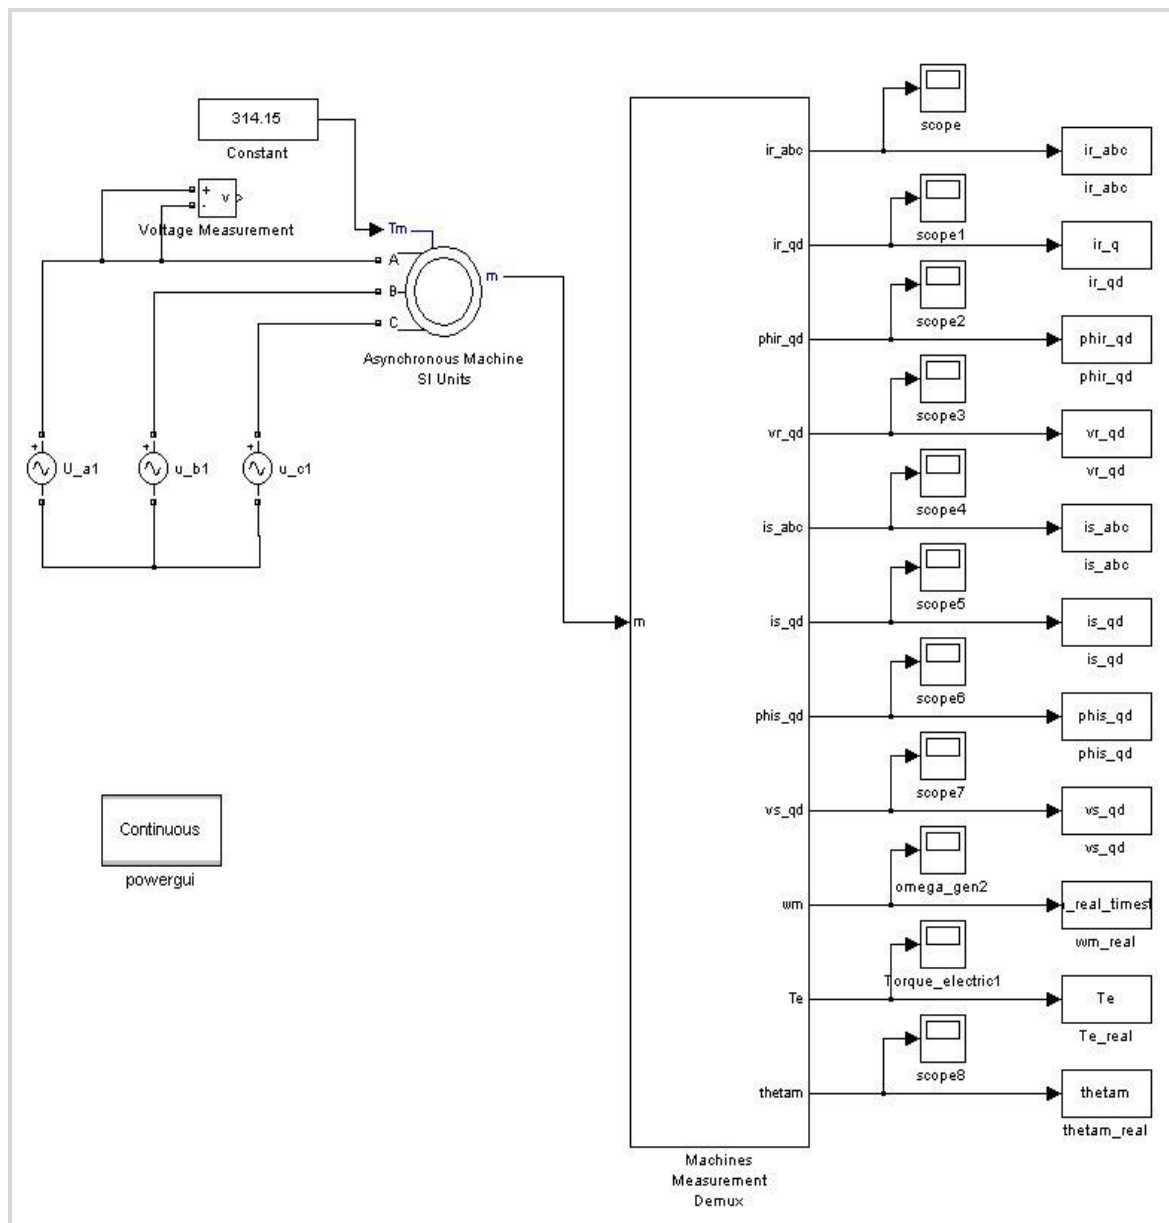 314.15
Constant
+
-
v
Voltage Measurement
Tm
A
B
C
m
Asynchronous Machine
SI Units
+
U_a1
+
u_b1
+
u_c1
Continuous
powergui
m
ir_abc
ir_qd
phir_qd
vr_qd
is_abc
is_qd
phis_qd
vs_qd
wm
Te
thetam
Machines
Measurement
Demux
scope
scope1
scope2
scope3
scope4
scope5
scope6
scope7
omega_gen2
Torque_electric1
scope8
ir_abc
ir_abc
ir_q
ir_qd
phir_qd
phir_qd
vr_qd
vr_qd
is_abc
is_abc
is_qd
is_qd
phis_qd
phis_qd
vs_qd
vs_qd
_real_times
wm_real
Te
Te_real
thetam
thetam_real